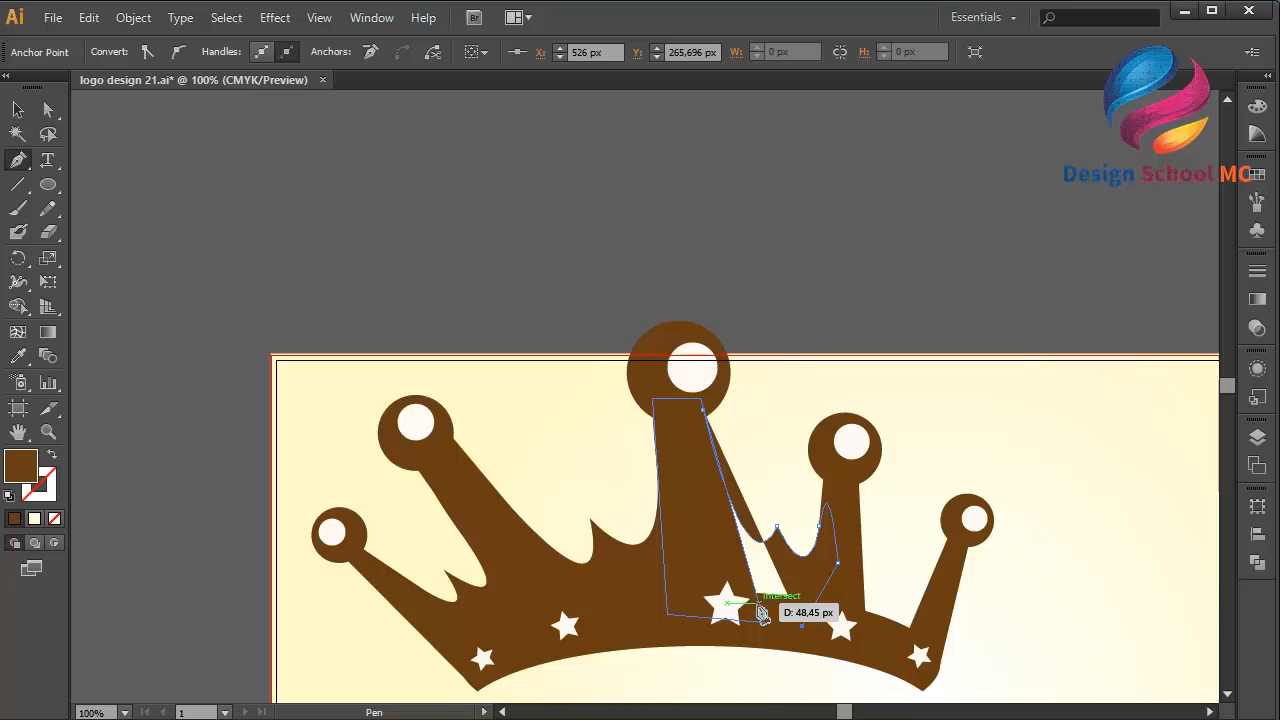 Ai File Edit Object Type Select Effect View Window Help Br Essentials
Anchor Point Convert: Handles: Anchors: X: 526 px Y: 265,696 px W: 0 px H: 0 px
logo design 21.ai* @ 100% (CMYK/Preview) ×
Design School MC
intersect
D: 48,45 px
100% 1 Pen